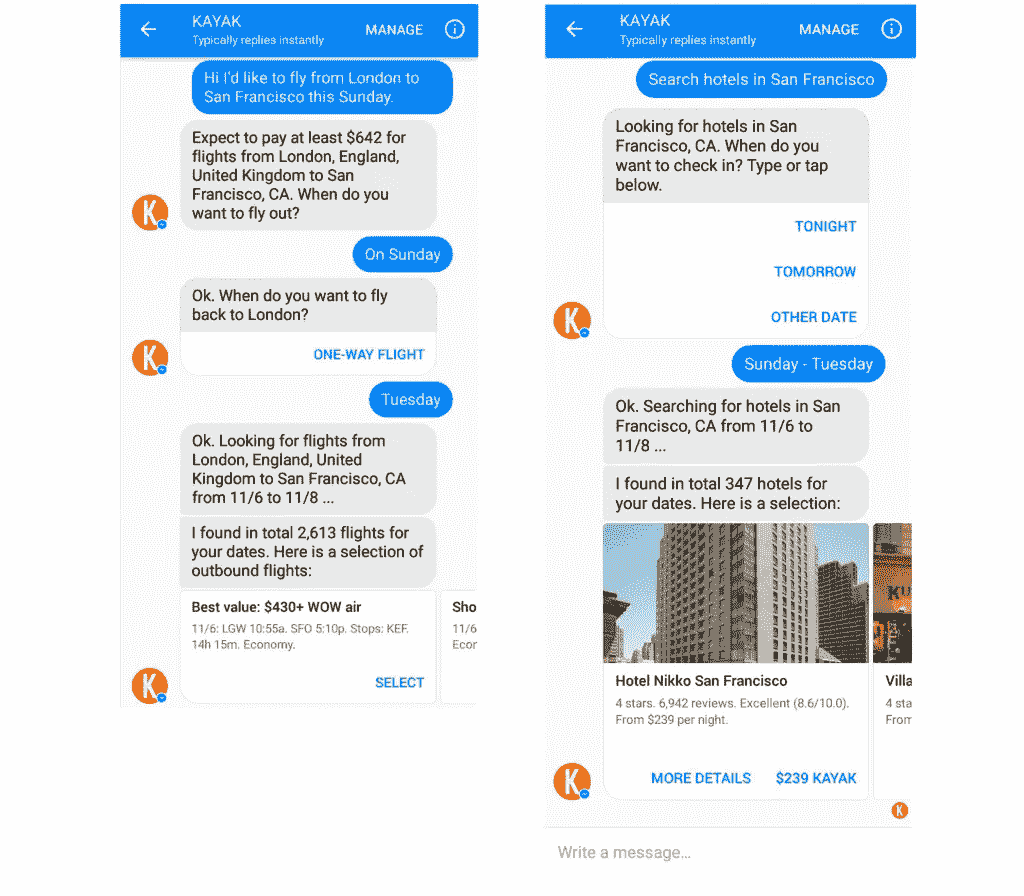 KAYAK
Typically replies instantly
MANAGE
Hi I'd like to fly from London to
San Francisco this Sunday.
Expect to pay at least $642 for
flights from London, England,
United Kingdom to San
Francisco, CA. When do you
want to fly out?
K
On Sunday
Ok. When do you want to fly
back to London?
ONE-WAY FLIGHT
K
Tuesday
Ok. Looking for flights from
London, England, United
Kingdom to San Francisco, CA
from 11/6 to 11/8 ...
I found in total 2,613 flights for
your dates. Here is a selection of
outbound flights:
Best value: $430+ WOW air
11/6: LGW 10:55a. SFO 5:10p. Stops: KEF.
14h 15m. Economy.
SELECT
Sho
11/6
Ecor
K
KAYAK
Typically replies instantly
MANAGE
Search hotels in San Francisco
Looking for hotels in San
Francisco, CA. When do you
want to check in? Type or tap
below.
TONIGHT
TOMORROW
OTHER DATE
K
Sunday - Tuesday
Ok. Searching for hotels in San
Francisco, CA from 11/6 to
11/8 ...
I found in total 347 hotels for
your dates. Here is a selection:
Hotel Nikko San Francisco
4 stars. 6,942 reviews. Excellent (8.6/10.0).
From $239 per night.
MORE DETAILS
$239 KAYAK
Villa
4 sta
From
K
K
Write a message...